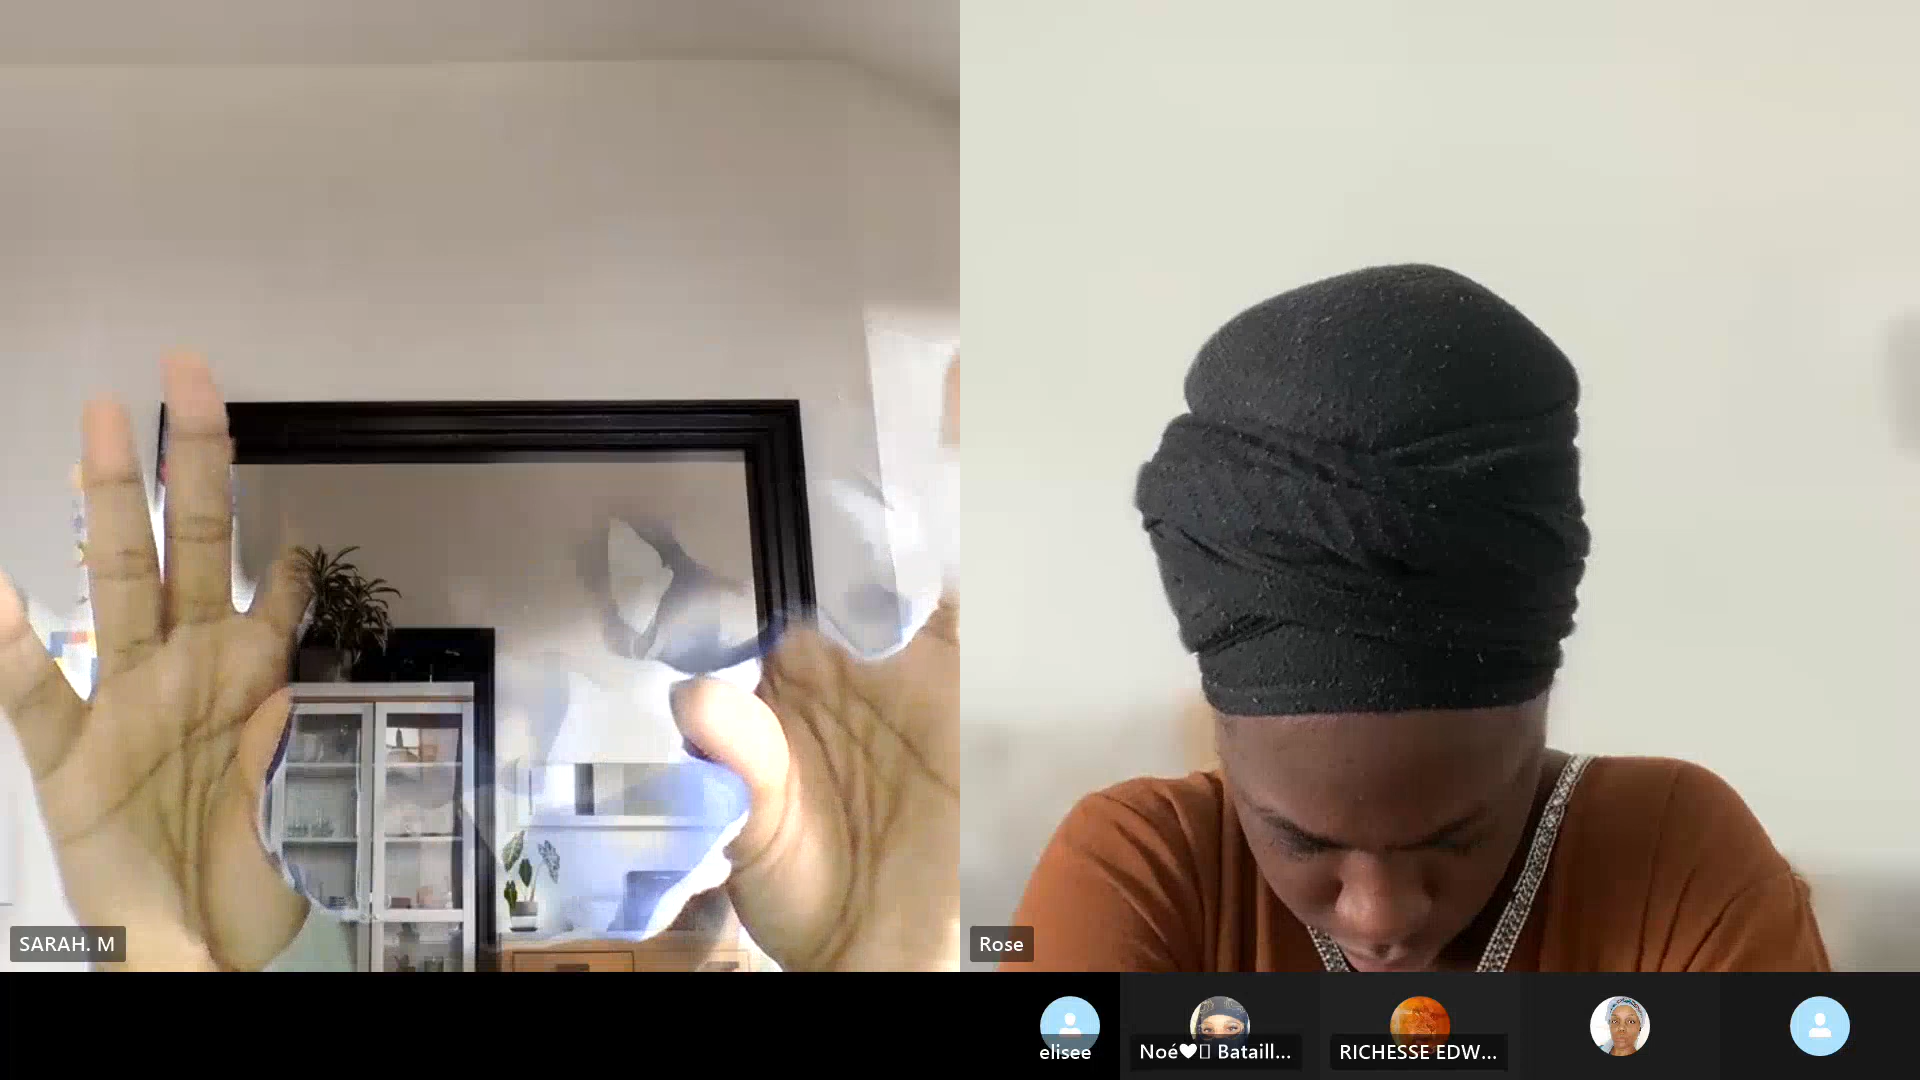 SARAH. M
Rose
elisee
Noé❤▯ Bataill...
RICHESSE EDW...